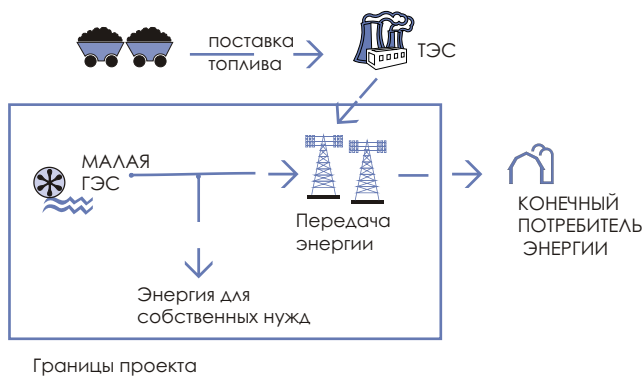 поставка
топлива
ТЭС
МАЛАЯ
ГЭС
Передача
энергии
КОНЕЧНЫЙ
ПОТРЕБИТЕЛЬ
ЭНЕРГИИ
Энергия для
собственных нужд
Границы проекта